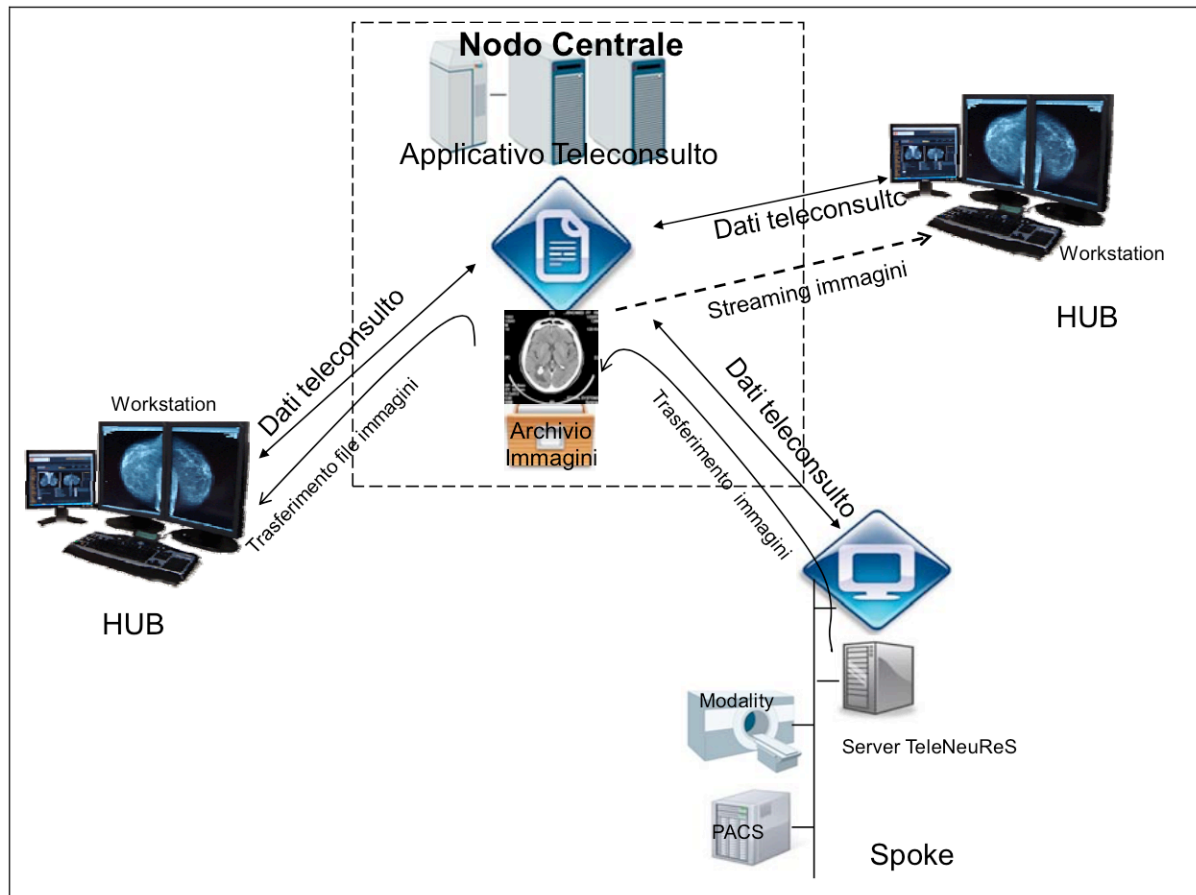 Nodo Centrale
Applicativo Teleconsulto
Dati teleconsultc
Streaming immagini
Workstation
HUB
Dati teleconsulto
Trasferimento file immagini
Workstation
HUB
Archivio
Immagini
Dati teleconsulto
Trasferimento immagini
Modality
Server TeleNeuReS
PACS
Spoke